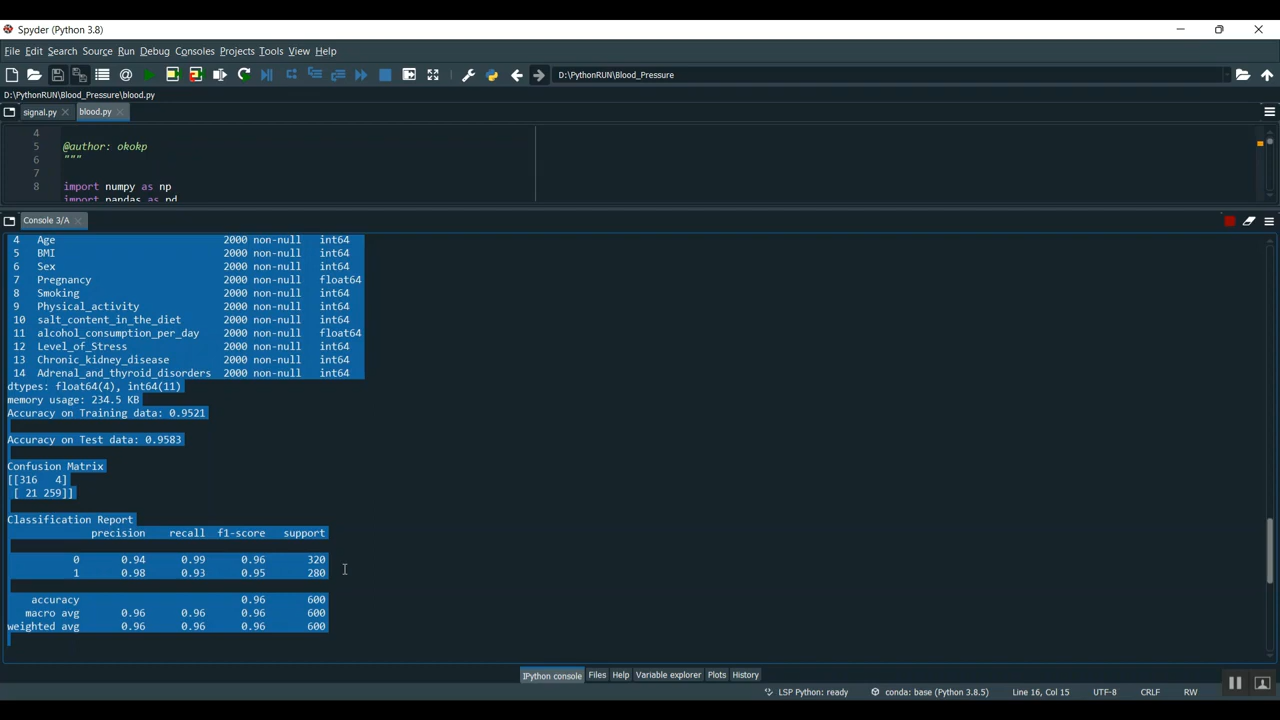 Spyder (Python 3.8)
File Edit Search Source Run Debug Consoles Projects Tools View Help
D:\PythonRUN\Blood_Pressure
D:\PythonRUN\Blood_Pressure\blood.py
signal.py blood.py
4
5 @author: okokp
6 """
7
8 import numpy as np
import pandas as pd
Console 3/A
4 Age 2000 non-null int64
5 BMI 2000 non-null int64
6 Sex 2000 non-null int64
7 Pregnancy 2000 non-null float64
8 Smoking 2000 non-null int64
9 Physical_activity 2000 non-null int64
10 salt_content_in_the_diet 2000 non-null int64
11 alcohol_consumption_per_day 2000 non-null float64
12 Level_of_Stress 2000 non-null int64
13 Chronic_kidney_disease 2000 non-null int64
14 Adrenal_and_thyroid_disorders 2000 non-null int64
dtypes: float64(4), int64(11)
memory usage: 234.5 KB
Accuracy on Training data: 0.9521
Accuracy on Test data: 0.9583
Confusion Matrix
[[316 4]
[ 21 259]]
Classification Report
precision recall f1-score support
0 0.94 0.99 0.96 320
1 0.98 0.93 0.95 280
accuracy 0.96 600
macro avg 0.96 0.96 0.96 600
weighted avg 0.96 0.96 0.96 600
IPython console Files Help Variable explorer Plots History
LSP Python: ready conda: base (Python 3.8.5) Line 16, Col 15 UTF-8 CRLF RW